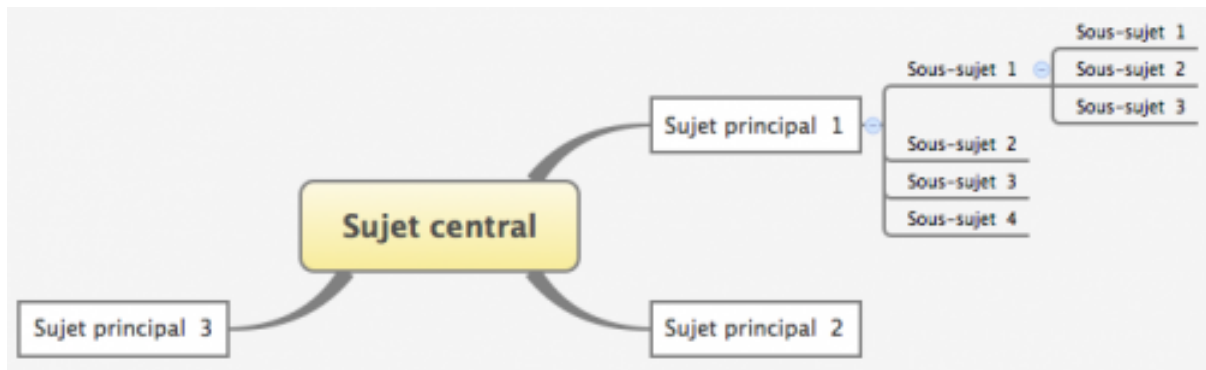 Sous-sujet 1
Sous-sujet 1
Sous-sujet 2
Sous-sujet 3
Sujet principal 1
Sous-sujet 2
Sous-sujet 3
Sous-sujet 4
Sujet central
Sujet principal 3
Sujet principal 2